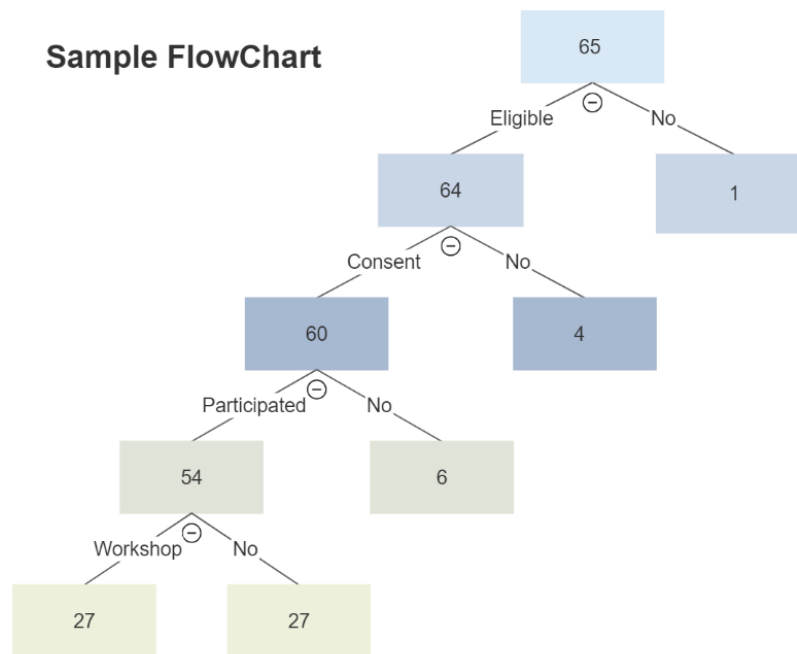 Sample FlowChart
65
Eligible
No
64
1
Consent
No
60
4
Participated
No
54
6
Workshop
No
27
27